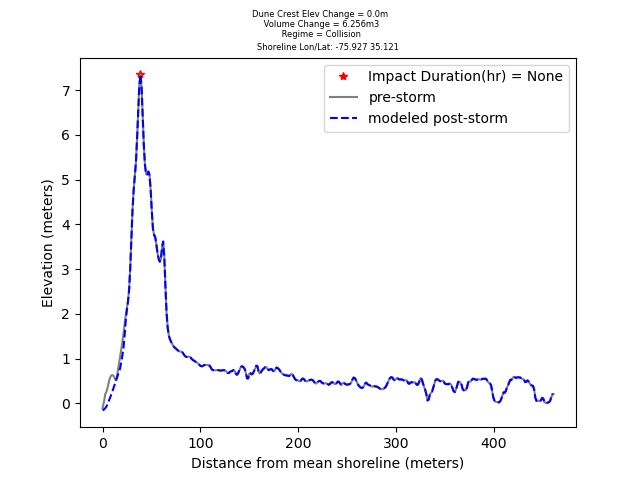 Dune Crest Elev Change = 0.0m
Volume Change = 6.256m3
Regime = Collision
Shoreline Lon/Lat: -75.927 35.121
Impact Duration(hr) = None
pre-storm
modeled post-storm
Elevation (meters)
7
6
5
4
3
2
1
0
0 100 200 300 400
Distance from mean shoreline (meters)